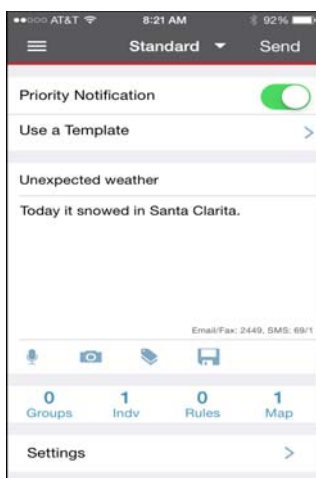 AT&T 8:21 AM 92%
Standard Send
Priority Notification
Use a Template
Unexpected weather
Today it snowed in Santa Clarita.
Email/Fax: 2449, SMS: 69/1
0 1 0 1
Groups Indv Rules Map
Settings